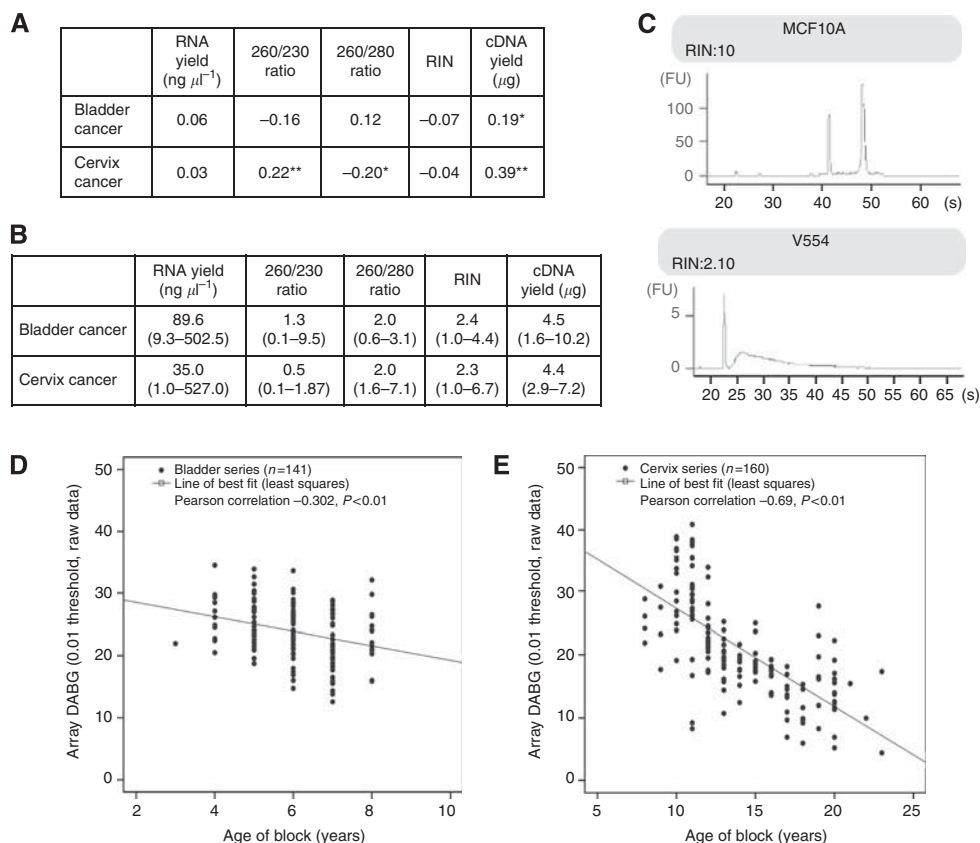 A
RNA yield (ng μl–1) 260/230 ratio 260/280 ratio RIN cDNA yield (μg)
Bladder cancer 0.06 –0.16 0.12 –0.07 0.19*
Cervix cancer 0.03 0.22** –0.20* –0.04 0.39**
B
RNA yield (ng μl–1) 260/230 ratio 260/280 ratio RIN cDNA yield (μg)
Bladder cancer 89.6 (9.3–502.5) 1.3 (0.1–9.5) 2.0 (0.6–3.1) 2.4 (1.0–4.4) 4.5 (1.6–10.2)
Cervix cancer 35.0 (1.0–527.0) 0.5 (0.1–1.87) 2.0 (1.6–7.1) 2.3 (1.0–6.7) 4.4 (2.9–7.2)
C
MCF10A
RIN:10
(FU)
100
50
0
20 30 40 50 60 (s)
V554
RIN:2.10
(FU)
5
0
20 25 30 35 40 45 50 55 60 65 (s)
D
Bladder series (n=141)
Line of best fit (least squares)
Pearson correlation –0.302, P<0.01
Array DABG (0.01 threshold, raw data)
50
40
30
20
10
0
2 4 6 8 10
Age of block (years)
E
Cervix series (n=160)
Line of best fit (least squares)
Pearson correlation –0.69, P<0.01
Array DABG (0.01 threshold, raw data)
50
40
30
20
10
0
5 10 15 20 25
Age of block (years)